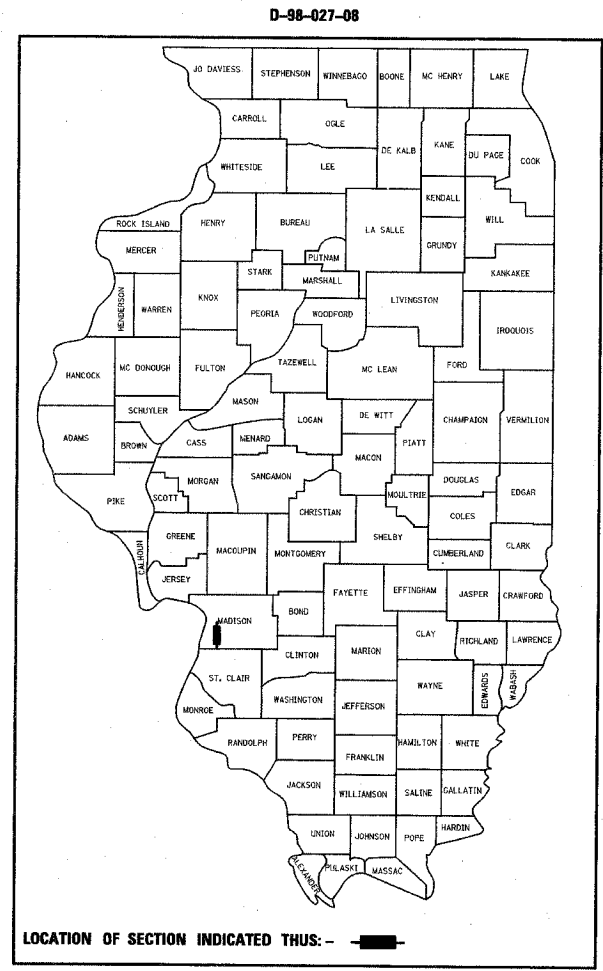 D-98-027-08
JO DAVIESS
STEPHENSON
WINNEBAGO
BOONE
MC HENRY
LAKE
CARROLL
OGLE
DE KALB
KANE
DU PAGE
COOK
WHITESIDE
LEE
KENDALL
WILL
ROCK ISLAND
HENRY
BUREAU
LA SALLE
GRUNDY
MERCER
PUTNAM
STARK
MARSHALL
KANKAKEE
HENDERSON
WARREN
KNOX
PEORIA
WOODFORD
LIVINGSTON
IROQUOIS
HANCOCK
MC DONOUGH
FULTON
TAZEWELL
MC LEAN
FORD
MASON
SCHUYLER
LOGAN
DE WITT
CHAMPAIGN
VERMILION
ADAMS
BROWN
CASS
MENARD
MACON
PIATT
PIKE
SCOTT
MORGAN
SANGAMON
CHRISTIAN
MOULTRIE
DOUGLAS
EDGAR
COLES
SHELBY
CALHOUN
GREENE
MACOUPIN
MONTGOMERY
CUMBERLAND
CLARK
JERSEY
FAYETTE
EFFINGHAM
JASPER
CRAWFORD
MADISON
BOND
CLAY
RICHLAND
LAWRENCE
CLINTON
MARION
ST. CLAIR
WAYNE
EDWARDS
WABASH
MONROE
WASHINGTON
JEFFERSON
RANDOLPH
PERRY
HAMILTON
WHITE
FRANKLIN
JACKSON
WILLIAMSON
SALINE
GALLATIN
UNION
JOHNSON
POPE
HARDIN
ALEXANDER
PULASKI
MASSAC
LOCATION OF SECTION INDICATED THUS: -